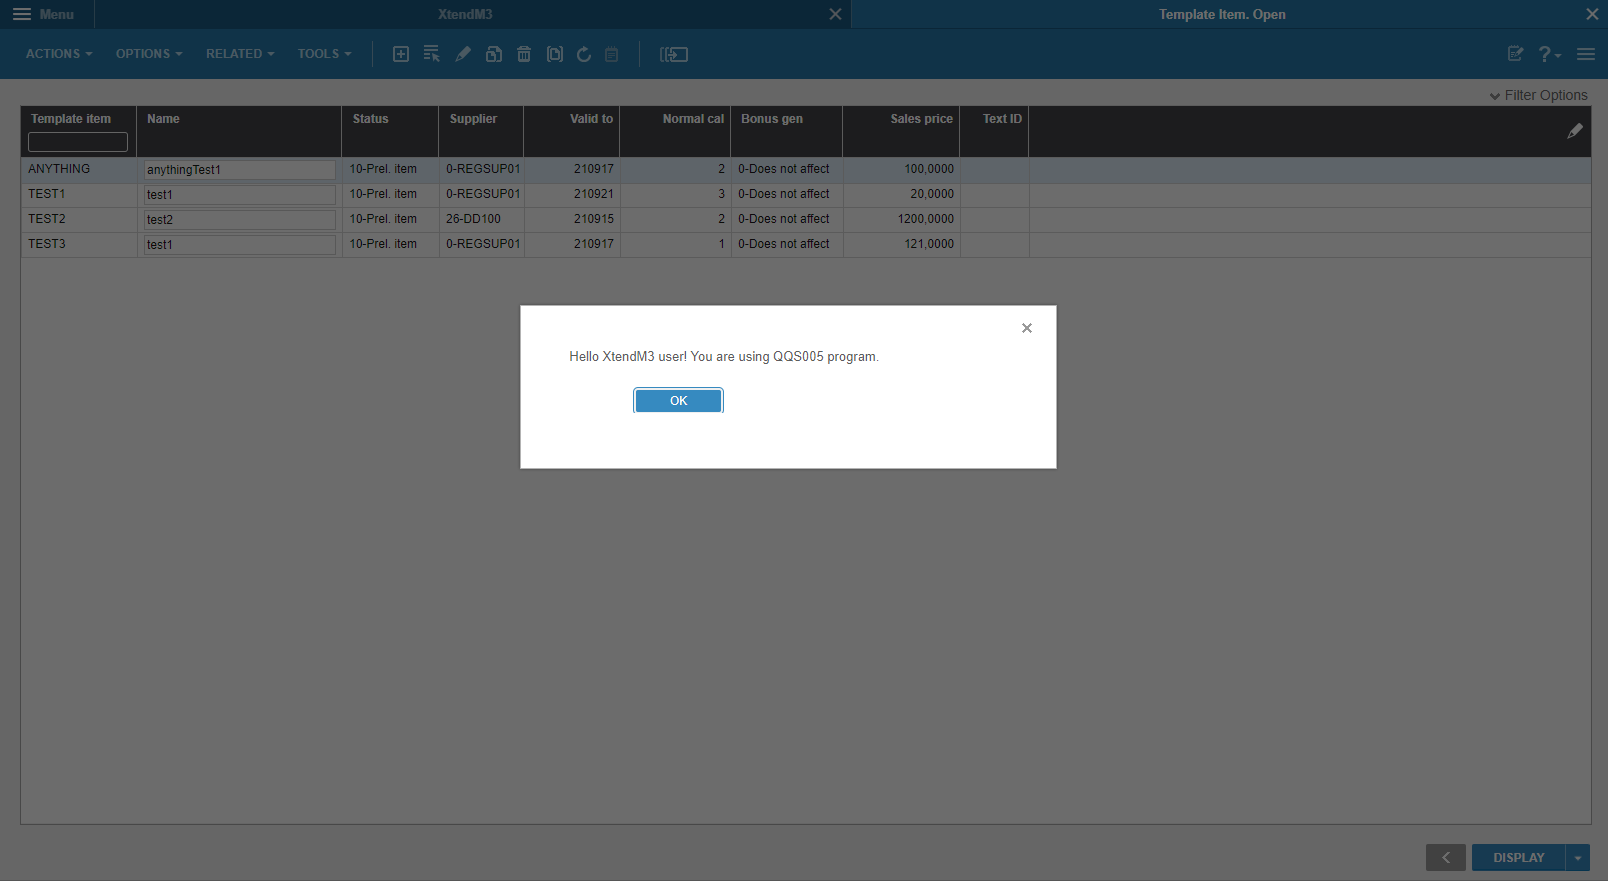 Menu XtendM3 Template Item. Open
ACTIONS OPTIONS RELATED TOOLS ?
Filter Options
Template item Name Status Supplier Valid to Normal cal Bonus gen Sales price Text ID
ANYTHING anythingTest1 10-Prel. item 0-REGSUP01 210917 2 0-Does not affect 100,0000
TEST1 test1 10-Prel. item 0-REGSUP01 210921 3 0-Does not affect 20,0000
TEST2 test2 10-Prel. item 26-DD100 210915 2 0-Does not affect 1200,0000
TEST3 test1 10-Prel. item 0-REGSUP01 210917 1 0-Does not affect 121,0000
Hello XtendM3 user! You are using QQS005 program.
OK
DISPLAY